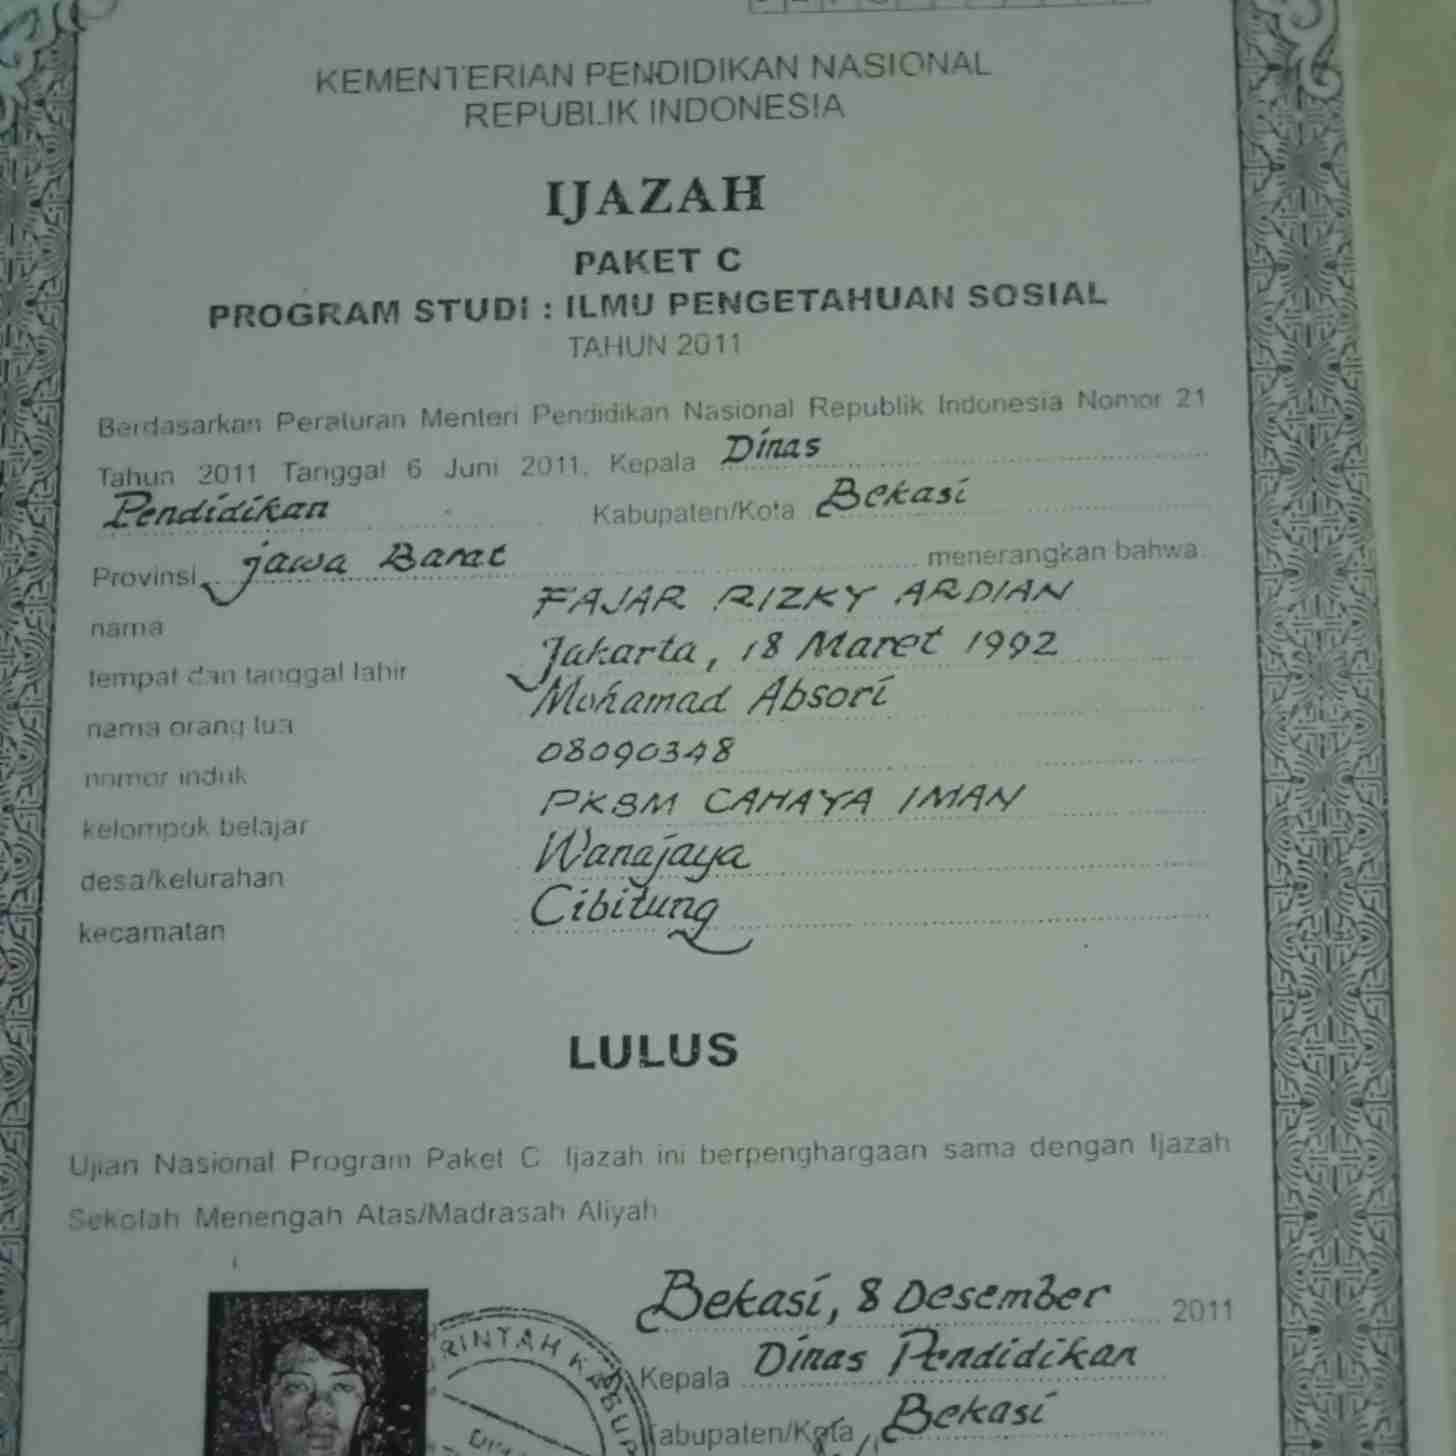 KEMENTERIAN PENDIDIKAN NASIONAL
REPUBLIK INDONESIA
IJAZAH
PAKET C
PROGRAM STUDI : ILMU PENGETAHUAN SOSIAL
TAHUN 2011
Berdasarkan Peraturan Menteri Pendidikan Nasional Republik Indonesia Nomor 21
Tahun 2011 Tanggal 6 Juni 2011, Kepala Dinas
Pendidikan Kabupaten/Kota Bekasi
Provinsi Jawa Barat menerangkan bahwa:
nama FAJAR RIZKY ARDIAN
tempat dan tanggal lahir Jakarta, 18 Maret 1992
nama orang tua Mohamad Absori
nomor induk 08090348
kelompok belajar PKBM CAHAYA IMAN
desa/kelurahan Wanajaya
kecamatan Cibitung
LULUS
Ujian Nasional Program Paket C. Ijazah ini berpenghargaan sama dengan Ijazah
Sekolah Menengah Atas/Madrasah Aliyah
Bekasi, 8 Desember 2011
RINTAH KABUP
Kepala Dinas Pendidikan
Kabupaten/Kota Bekasi